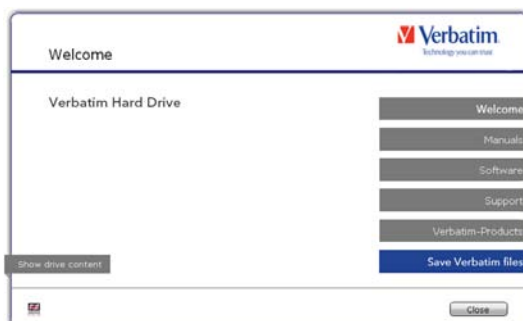 Verbatim
Technology you can trust
Welcome
Verbatim Hard Drive
Welcome
Manuals
Software
Support
Verbatim-Products
Save Verbatim files
Show drive content
Close